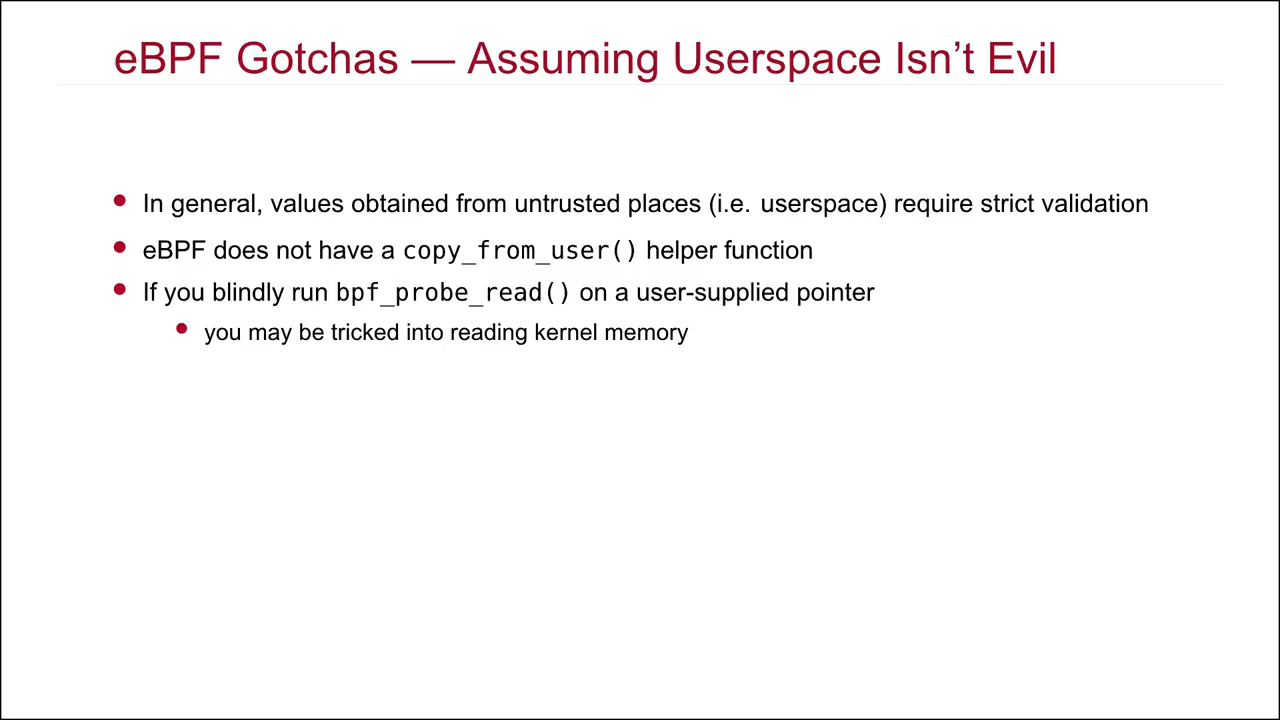 eBPF Gotchas — Assuming Userspace Isn’t Evil
In general, values obtained from untrusted places (i.e. userspace) require strict validation
eBPF does not have a copy_from_user() helper function
If you blindly run bpf_probe_read() on a user-supplied pointer
you may be tricked into reading kernel memory